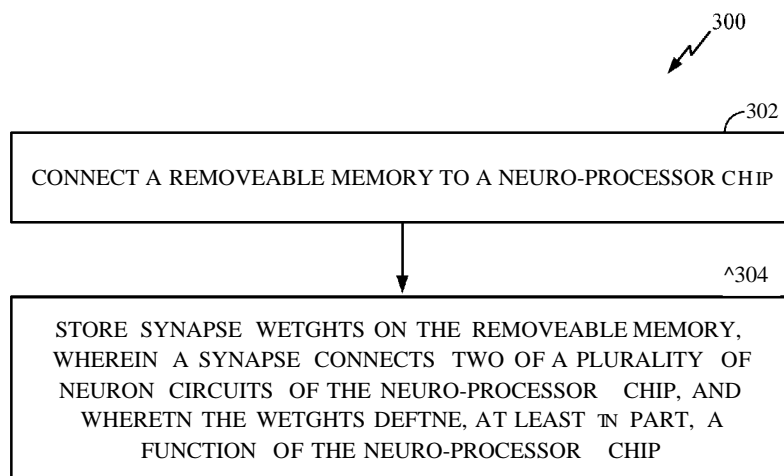 300
302
CONNECT A REMOVEABLE MEMORY TO A NEURO-PROCESSOR CHIP
^304
STORE SYNAPSE WETGHTS ON THE REMOVEABLE MEMORY,
WHEREIN A SYNAPSE CONNECTS TWO OF A PLURALITY OF
NEURON CIRCUITS OF THE NEURO-PROCESSOR CHIP, AND
WHERETN THE WETGHTS DEFTNE, AT LEAST TN PART, A
FUNCTION OF THE NEURO-PROCESSOR CHIP